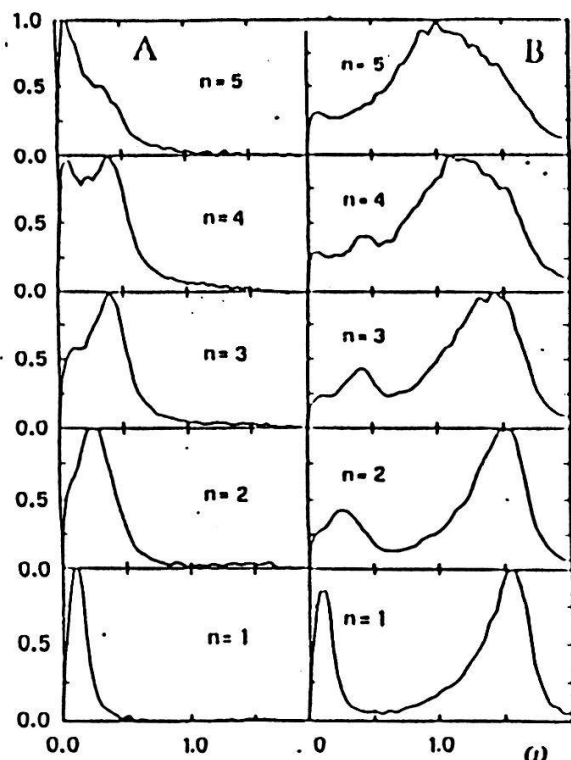 1.0 A B
0.5 n = 5 n = 5
0.0
0.5 n = 4 n = 4
0.0
0.5 n = 3 n = 3
0.0
0.5 n = 2 n = 2
0.0
0.5 n = 1 n = 1
0.0
0.0 1.0 0 1.0 ω